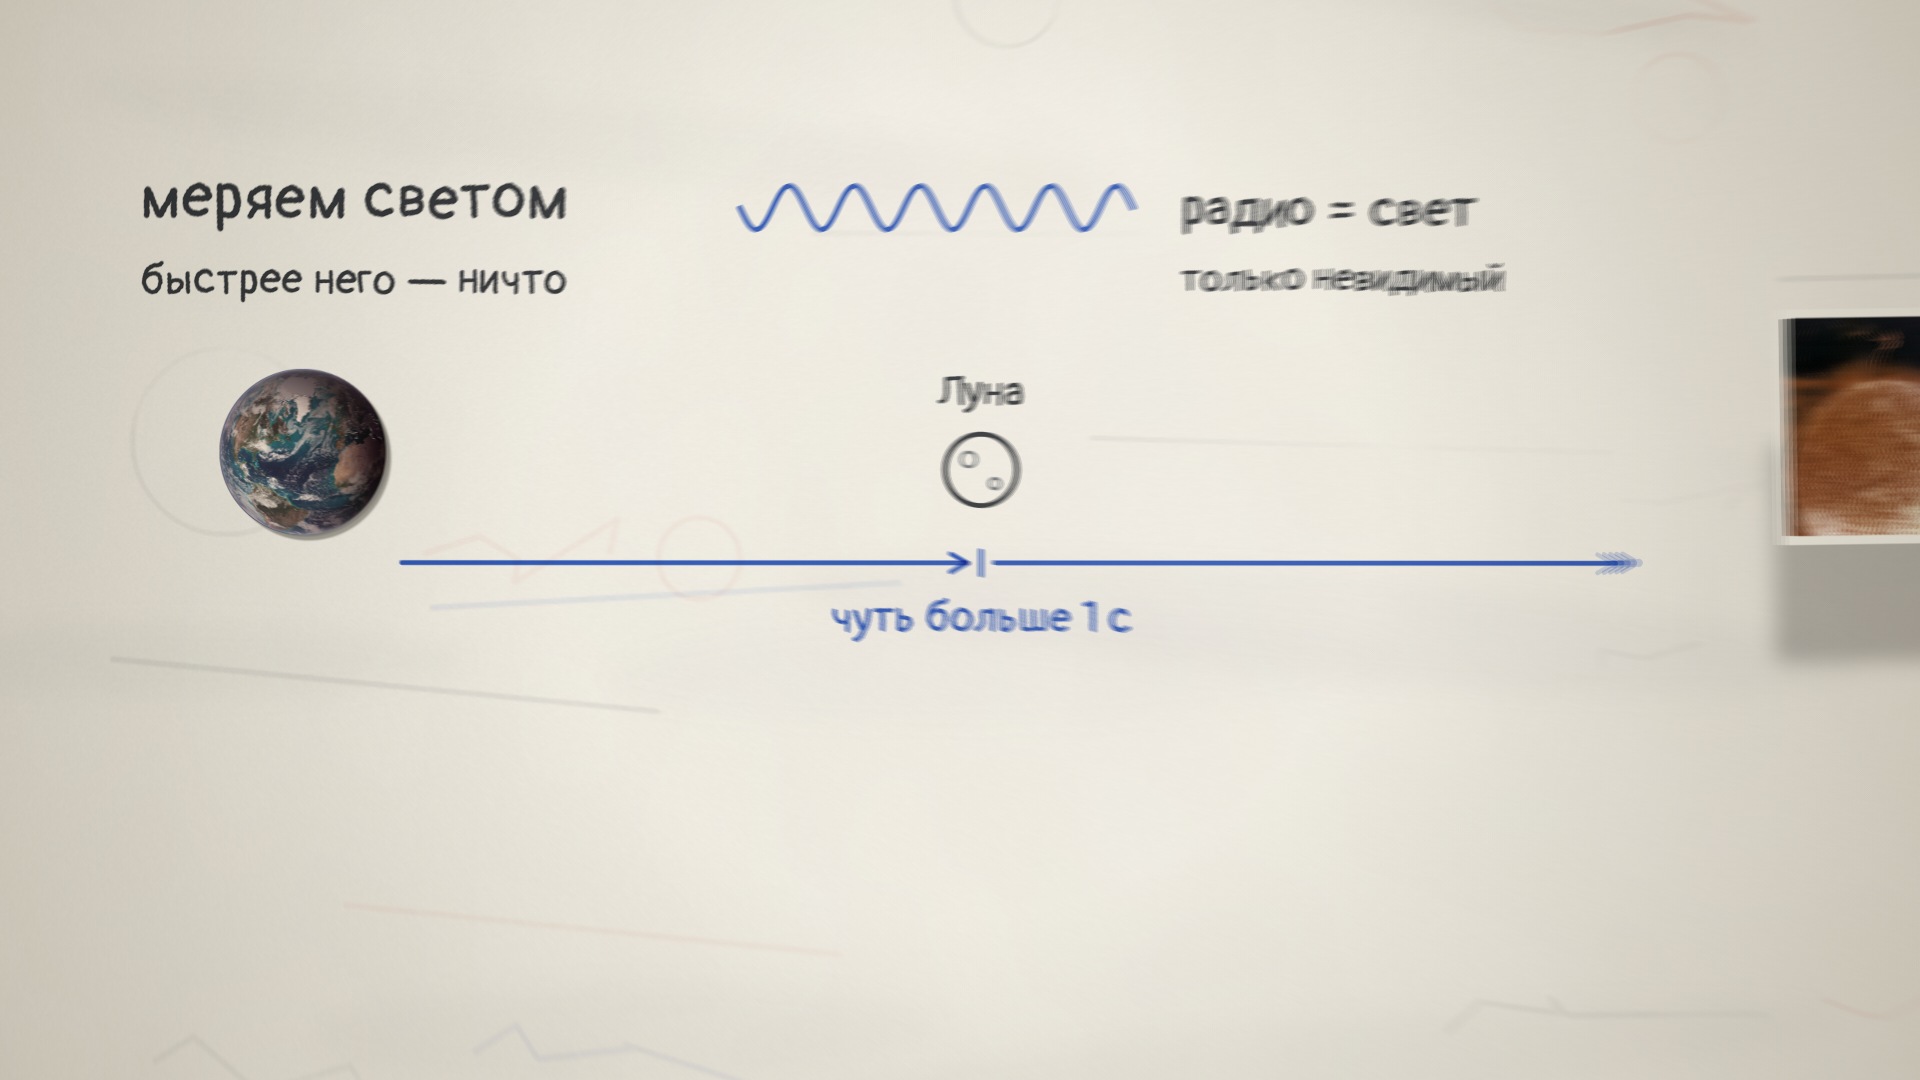 меряем светом
быстрее него — ничто
радио = свет
только невидимый
Луна
чуть больше 1 с